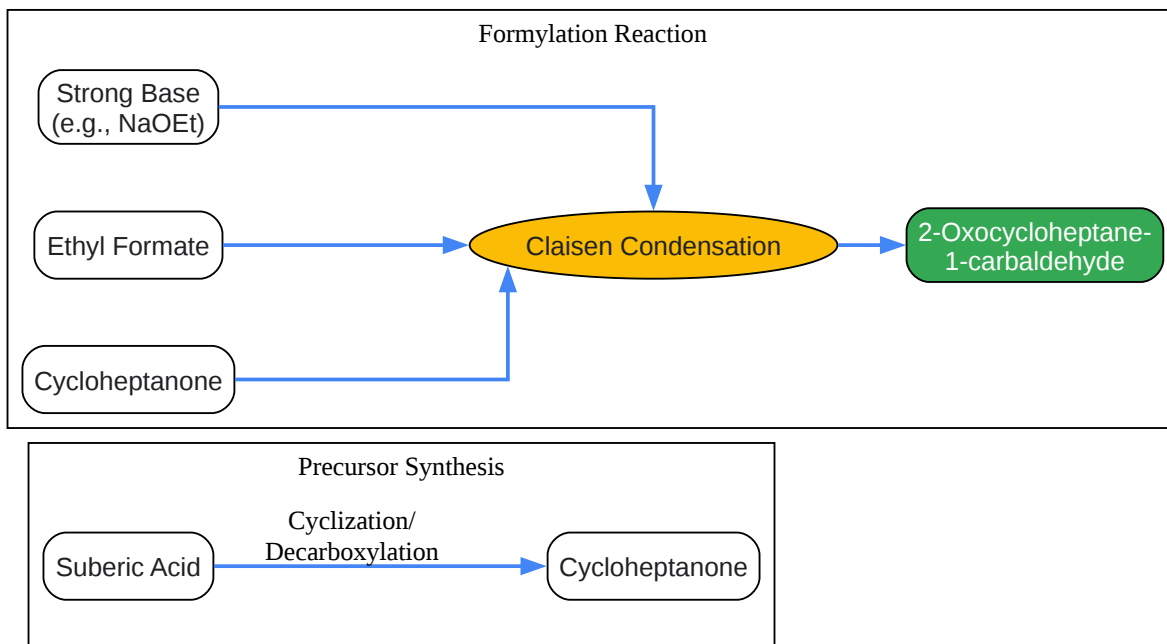 Formylation Reaction
Strong Base
(e.g., NaOEt)
Ethyl Formate
Claisen Condensation
2-Oxocycloheptane-
1-carbaldehyde
Cycloheptanone
Precursor Synthesis
Cyclization/
Decarboxylation
Suberic Acid
Cycloheptanone